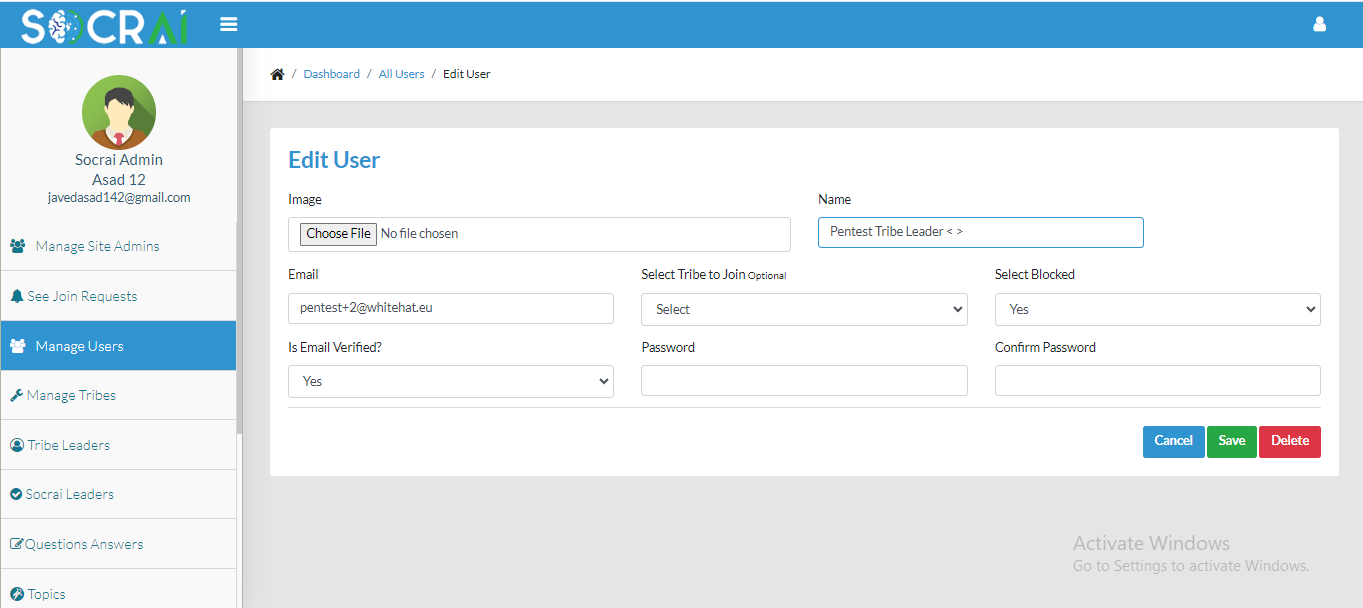 SOCRAi
/ Dashboard / All Users / Edit User
Socrai Admin
Asad 12
javedasad142@gmail.com
Manage Site Admins
See Join Requests
Manage Users
Manage Tribes
Tribe Leaders
Socrai Leaders
Questions Answers
Topics
Edit User
Image
Name
Choose File No file chosen
Pentest Tribe Leader < >
Email
Select Tribe to Join Optional
Select Blocked
pentest+2@whitehat.eu
Select
Yes
Is Email Verified?
Password
Confirm Password
Yes
Cancel
Save
Delete
Activate Windows
Go to Settings to activate Windows.